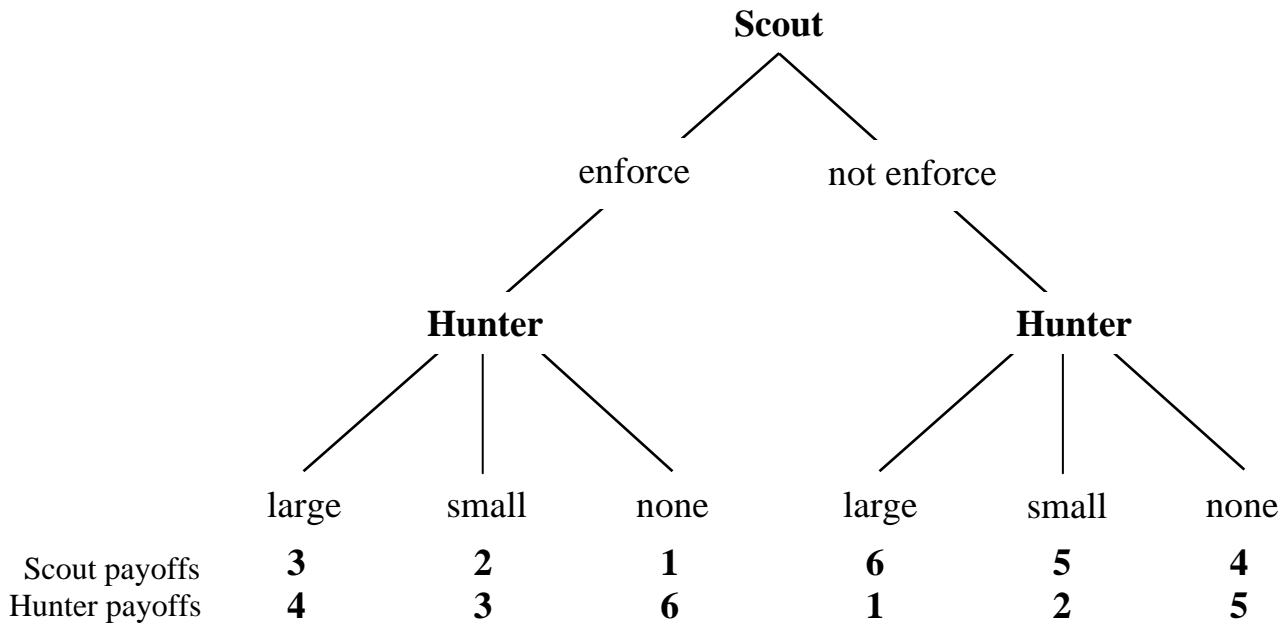 Scout
enforce not enforce
Hunter Hunter
large small none large small none
Scout payoffs 3 2 1 6 5 4
Hunter payoffs 4 3 6 1 2 5